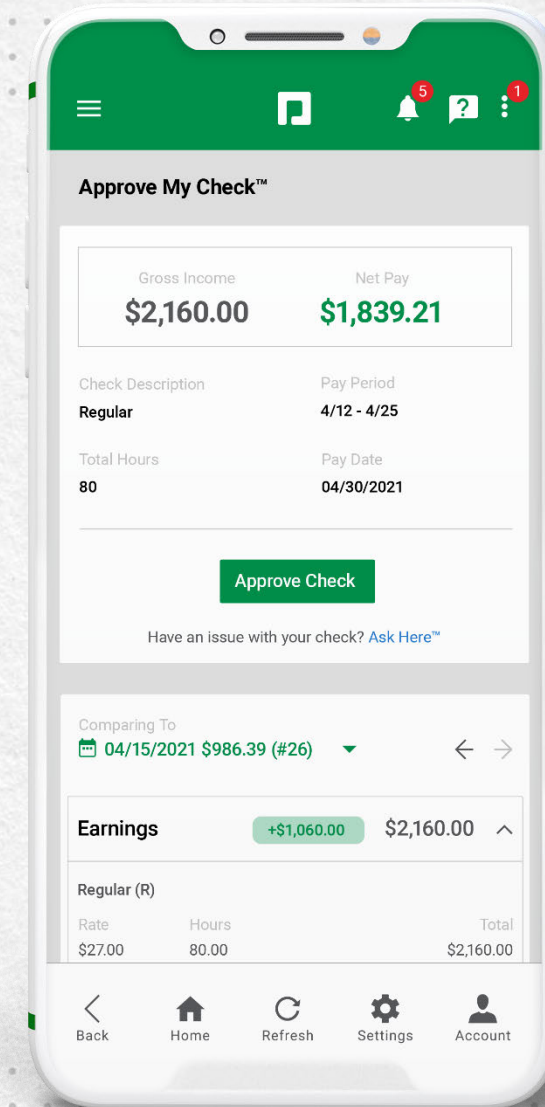 5
?
1
Approve My Check™
Gross Income Net Pay
$2,160.00 $1,839.21
Check Description Pay Period
Regular 4/12 - 4/25
Total Hours Pay Date
80 04/30/2021
Approve Check
Have an issue with your check? Ask Here™
Comparing To
04/15/2021 $986.39 (#26)
Earnings +$1,060.00 $2,160.00
Regular (R)
Rate Hours Total
$27.00 80.00 $2,160.00
Back Home Refresh Settings Account